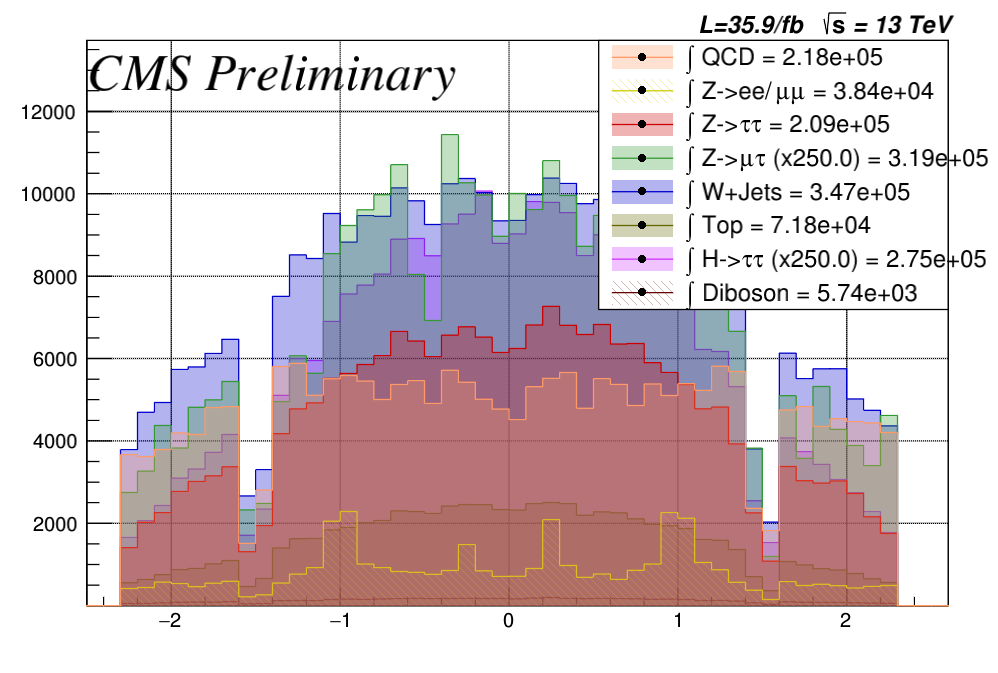 L=35.9/fb √s = 13 TeV
CMS Preliminary
∫ QCD = 2.18e+05
∫ Z->ee/μμ = 3.84e+04
∫ Z->ττ = 2.09e+05
∫ Z->μτ (x250.0) = 3.19e+05
∫ W+Jets = 3.47e+05
∫ Top = 7.18e+04
∫ H->ττ (x250.0) = 2.75e+05
∫ Diboson = 5.74e+03
12000
10000
8000
6000
4000
2000
−2 −1 0 1 2